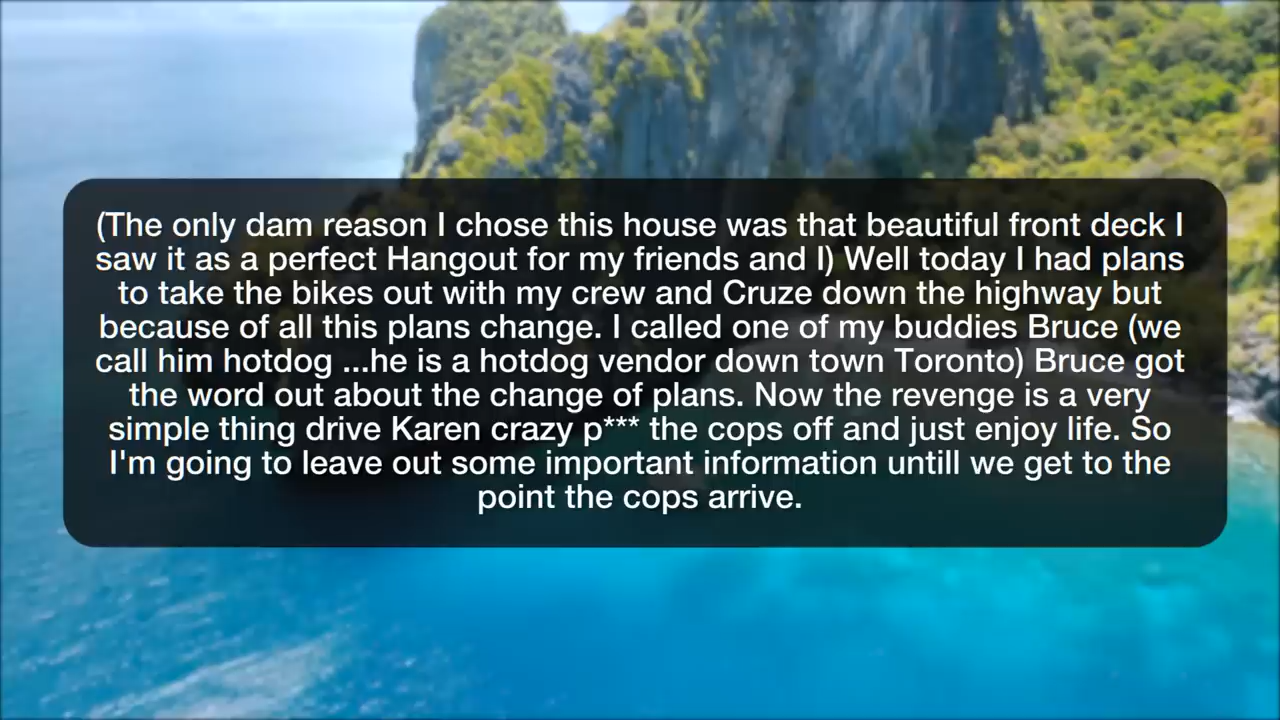 (The only dam reason I chose this house was that beautiful front deck I
saw it as a perfect Hangout for my friends and I) Well today I had plans
to take the bikes out with my crew and Cruze down the highway but
because of all this plans change. I called one of my buddies Bruce (we
call him hotdog ...he is a hotdog vendor down town Toronto) Bruce got
the word out about the change of plans. Now the revenge is a very
simple thing drive Karen crazy p*** the cops off and just enjoy life. So
I'm going to leave out some important information untill we get to the
point the cops arrive.